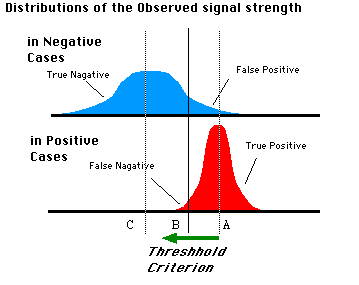 Distributions of the Observed signal strength
in Negative
Cases
True Nagative
False Positive
in Positive
Cases
False Nagative
True Positive
C
B
A
Threshhold
Criterion